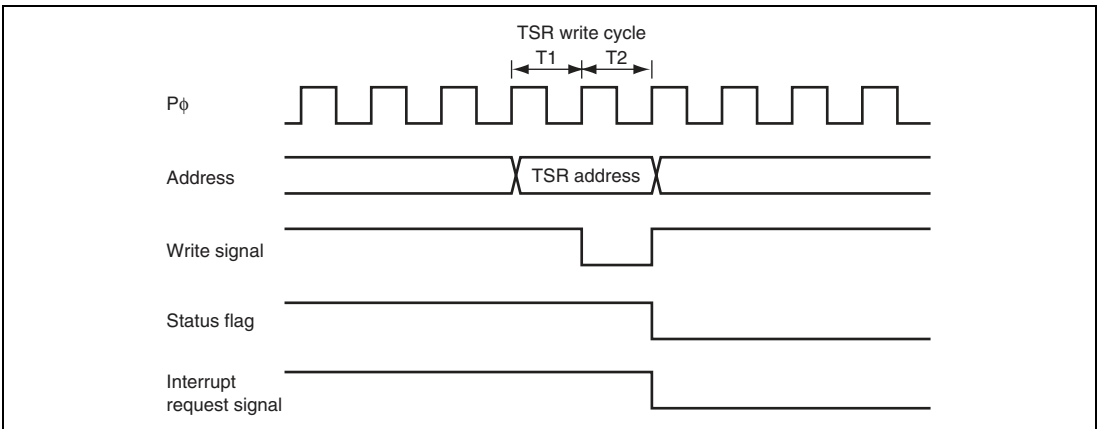 TSR write cycle
T1 T2
Pϕ
Address
TSR address
Write signal
Status flag
Interrupt
request signal